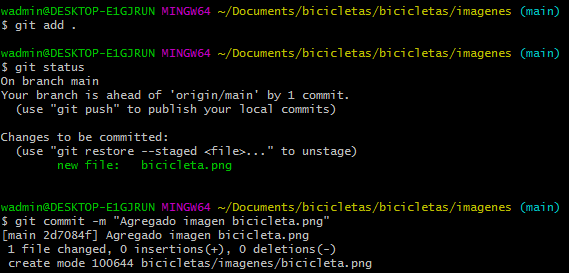 wadmin@DESKTOP-E1GJRUN MINGW64 ~/Documents/bicicletas/bicicletas/imagenes (main)
$ git add .
wadmin@DESKTOP-E1GJRUN MINGW64 ~/Documents/bicicletas/bicicletas/imagenes (main)
$ git status
On branch main
Your branch is ahead of 'origin/main' by 1 commit.
  (use "git push" to publish your local commits)
Changes to be committed:
  (use "git restore --staged <file>..." to unstage)
        new file:   bicicleta.png
wadmin@DESKTOP-E1GJRUN MINGW64 ~/Documents/bicicletas/bicicletas/imagenes (main)
$ git commit -m "Agregado imagen bicicleta.png"
[main 2d7084f] Agregado imagen bicicleta.png
 1 file changed, 0 insertions(+), 0 deletions(-)
 create mode 100644 bicicletas/imagenes/bicicleta.png